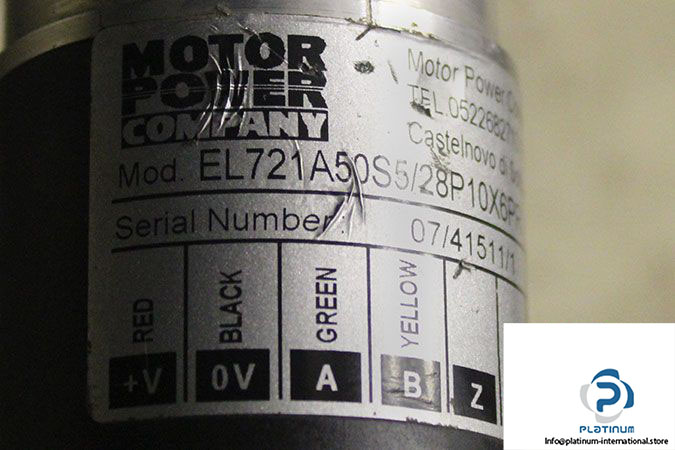 MOTOR
POWER
COMPANY
Motor Power
TEL.0522682
Castelnovo di
Mod. EL721A50S5/28P10X6P
Serial Number
07/41511/1
RED
BLACK
GREEN
YELLOW
+V
0V
A
B
Z
PLATINUM
Info@platinum-international.store